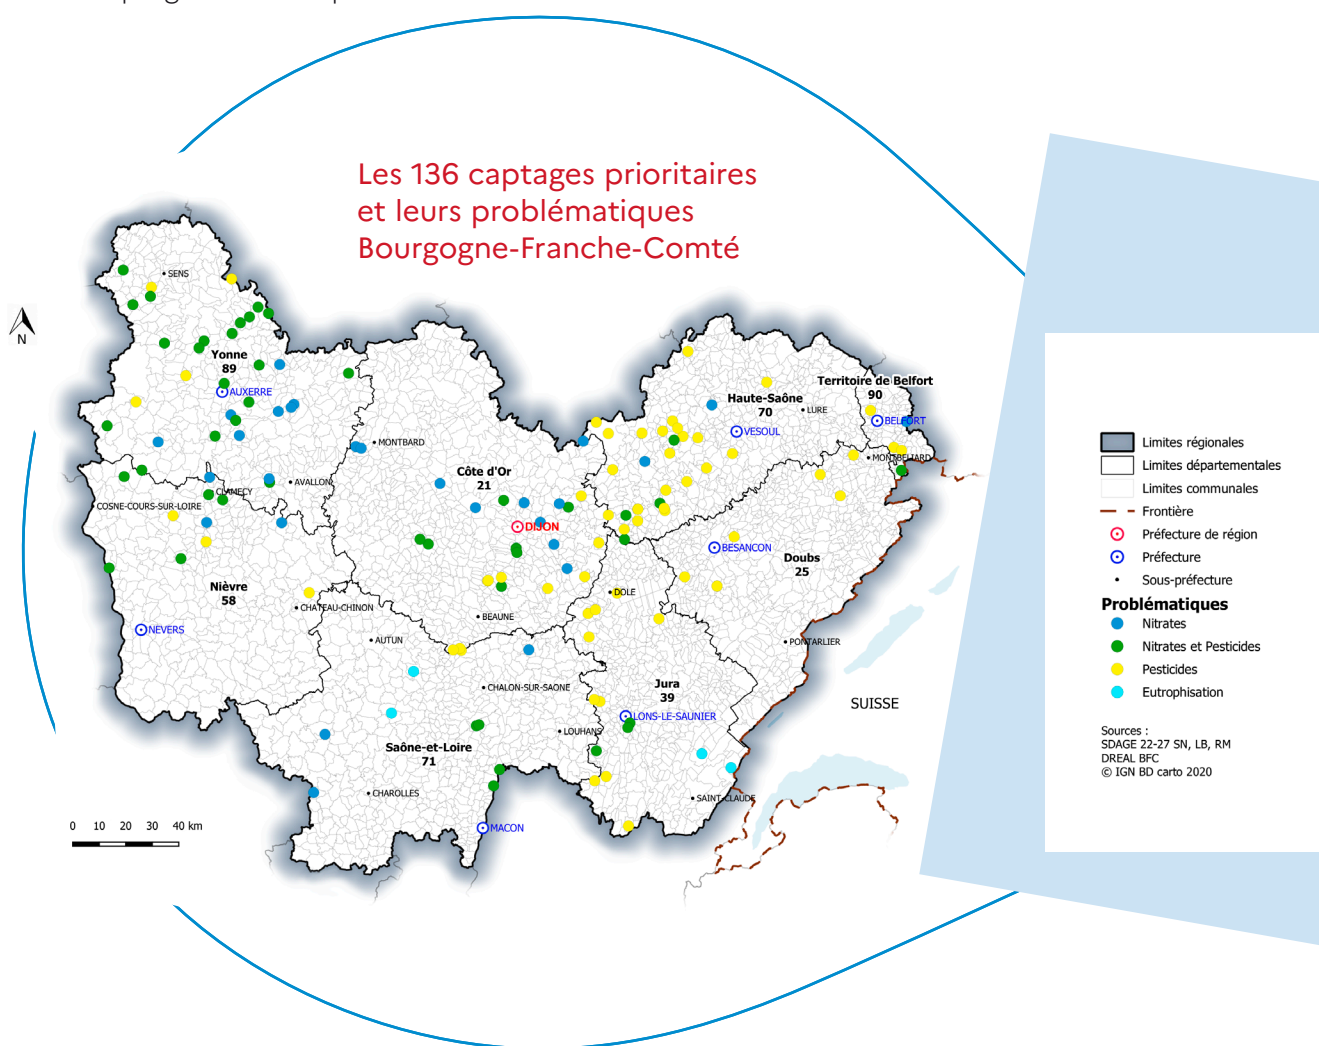 Les 136 captages prioritaires
et leurs problématiques
Bourgogne-Franche-Comté
N
SENS
Yonne
89
AUXERRE
MONTBARD
AVALLON
CLAMECY
COSNE-COURS-SUR-LOIRE
Côte d'Or
21
DIJON
BEAUNE
Haute-Saône
70
LURE
VESOUL
Territoire de Belfort
90
BELFORT
MONTBELIARD
BESANCON
Doubs
25
PONTARLIER
Nièvre
58
CHATEAU-CHINON
NEVERS
AUTUN
CHALON-SUR-SAONE
LOUHANS
Saône-et-Loire
71
CHAROLLES
MACON
DOLE
Jura
39
LONS-LE-SAUNIER
SAINT-CLAUDE
SUISSE
0 10 20 30 40 km
Limites régionales
Limites départementales
Limites communales
Frontière
Préfecture de région
Préfecture
Sous-préfecture
Problématiques
Nitrates
Nitrates et Pesticides
Pesticides
Eutrophisation
Sources :
SDAGE 22-27 SN, LB, RM
DREAL BFC
© IGN BD carto 2020